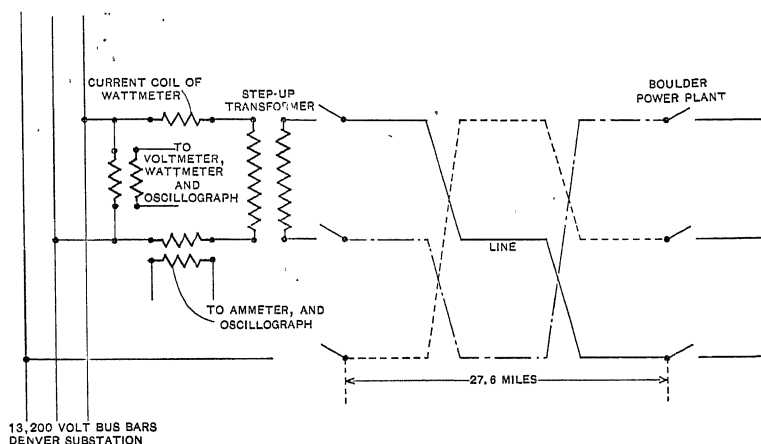 CURRENT COIL OF
WATTMETER
STEP-UP
TRANSFORMER
BOULDER
POWER PLANT
TO
VOLTMETER,
WATTMETER
AND
OSCILLOGRAPH
LINE
TO AMMETER, AND
OSCILLOGRAPH
27.6 MILES
13,200 VOLT BUS BARS
DENVER SUBSTATION